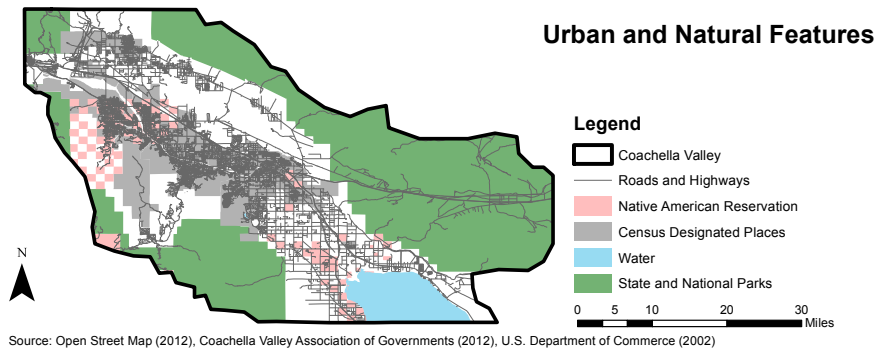 Urban and Natural Features
Legend
Coachella Valley
Roads and Highways
Native American Reservation
Census Designated Places
Water
State and National Parks
N
0 5 10 20 30
Miles
Source: Open Street Map (2012), Coachella Valley Association of Governments (2012), U.S. Department of Commerce (2002)